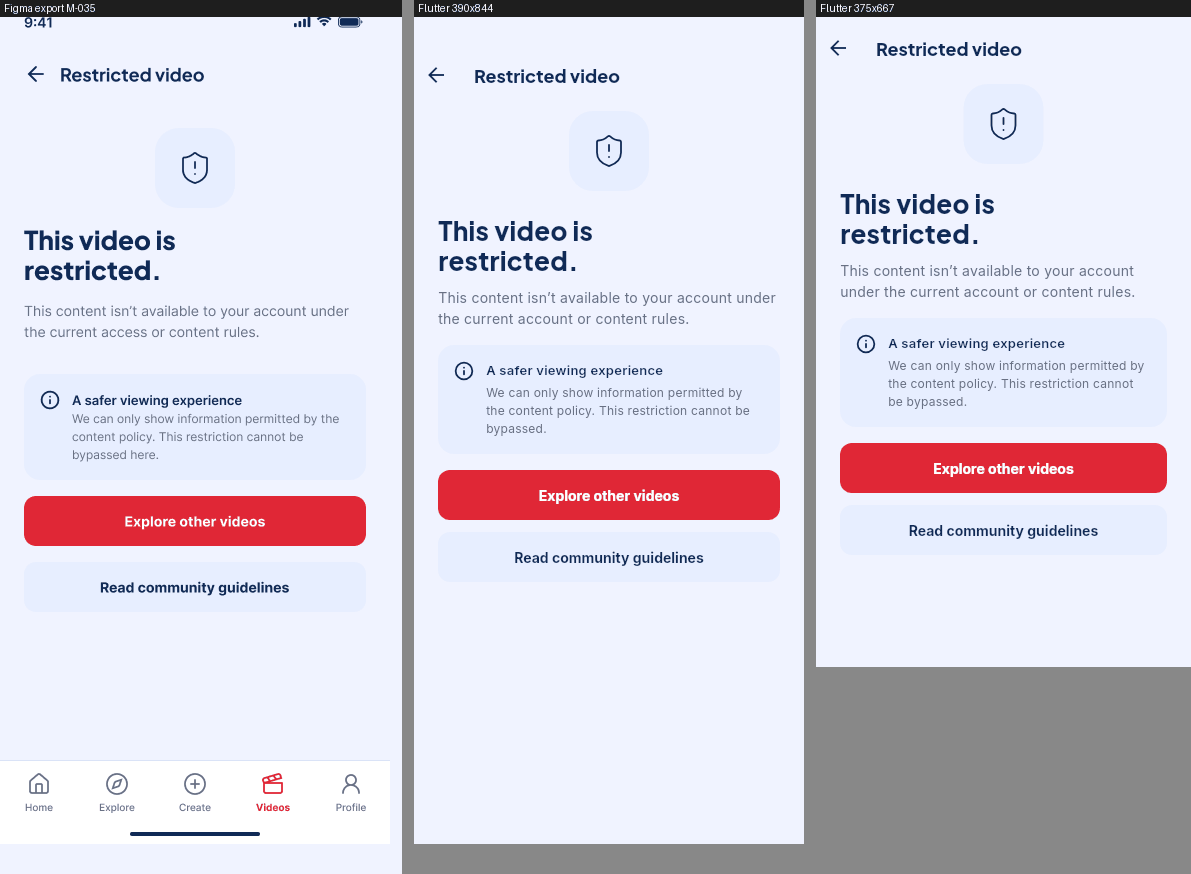 Figma export M-035
9:41
Restricted video
This video is
restricted.
This content isn’t available to your account under
the current access or content rules.
A safer viewing experience
We can only show information permitted by the
content policy. This restriction cannot be
bypassed here.
Explore other videos
Read community guidelines
Home
Explore
Create
Videos
Profile
Flutter 390x844
Restricted video
This video is
restricted.
This content isn’t available to your account under
the current account or content rules.
A safer viewing experience
We can only show information permitted by
the content policy. This restriction cannot be
bypassed.
Explore other videos
Read community guidelines
Flutter 375x667
Restricted video
This video is
restricted.
This content isn’t available to your account
under the current account or content rules.
A safer viewing experience
We can only show information permitted by
the content policy. This restriction cannot
be bypassed.
Explore other videos
Read community guidelines